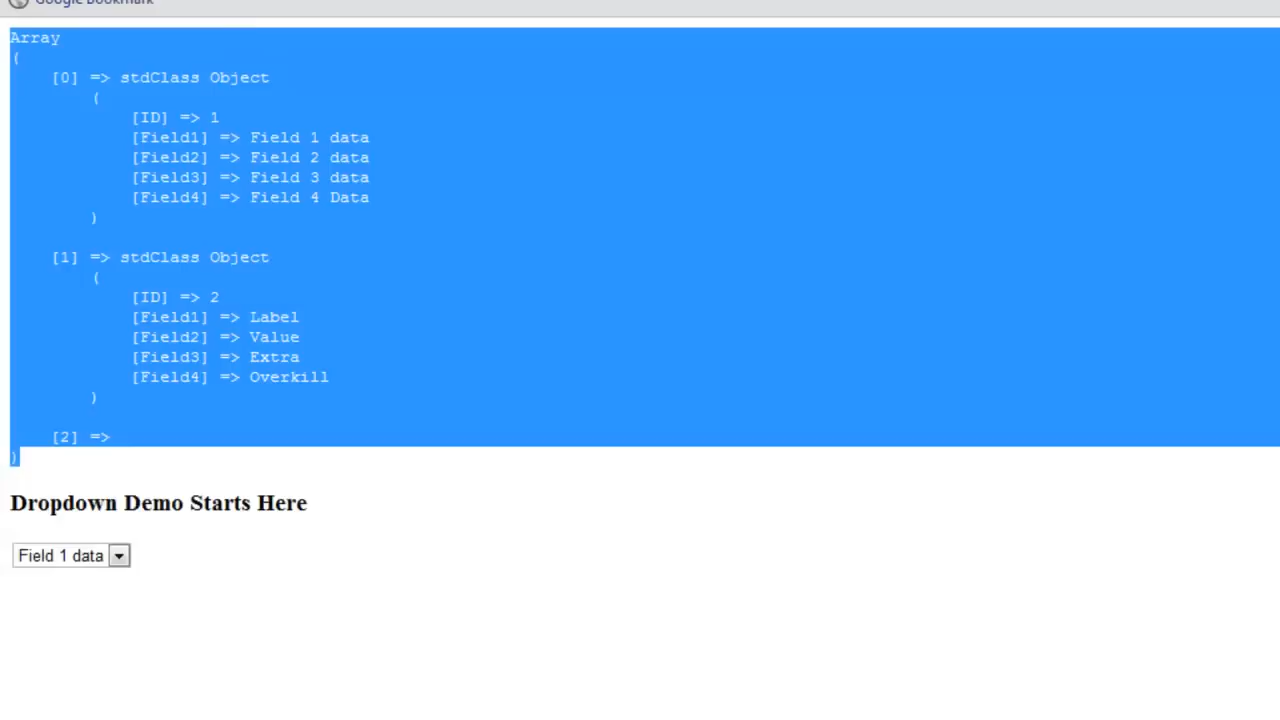 Google Bookmark
Array
(
[0] => stdClass Object
(
[ID] => 1
[Field1] => Field 1 data
[Field2] => Field 2 data
[Field3] => Field 3 data
[Field4] => Field 4 Data
)
[1] => stdClass Object
(
[ID] => 2
[Field1] => Label
[Field2] => Value
[Field3] => Extra
[Field4] => Overkill
)
[2] =>
)
Dropdown Demo Starts Here
Field 1 data